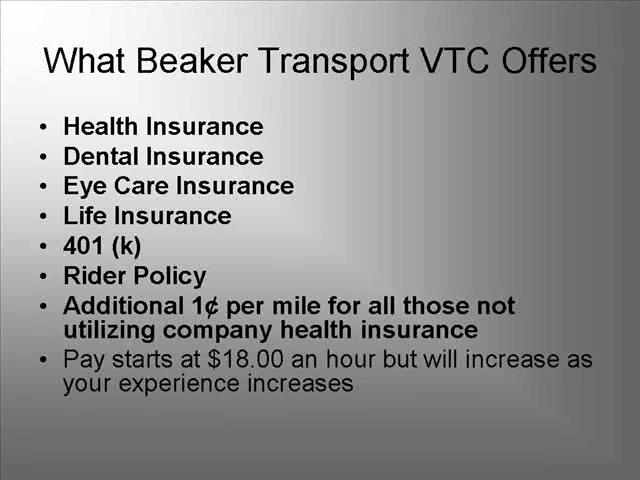 What Beaker Transport VTC Offers
• Health Insurance
• Dental Insurance
• Eye Care Insurance
• Life Insurance
• 401 (k)
• Rider Policy
• Additional 1¢ per mile for all those not
utilizing company health insurance
• Pay starts at $18.00 an hour but will increase as
your experience increases